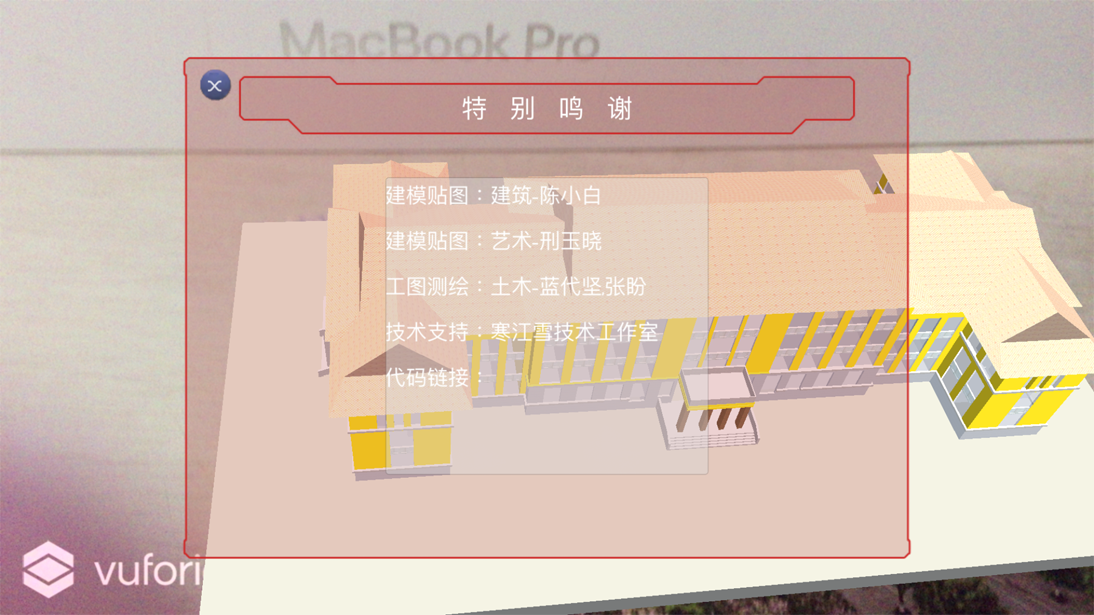 MacBook Pro
特别鸣谢
建模贴图：建筑-陈小白
建模贴图：艺术-刑玉晓
工图测绘：土木-蓝代坚张盼
技术支持：寒江雪技术工作室
代码链接：
vufori